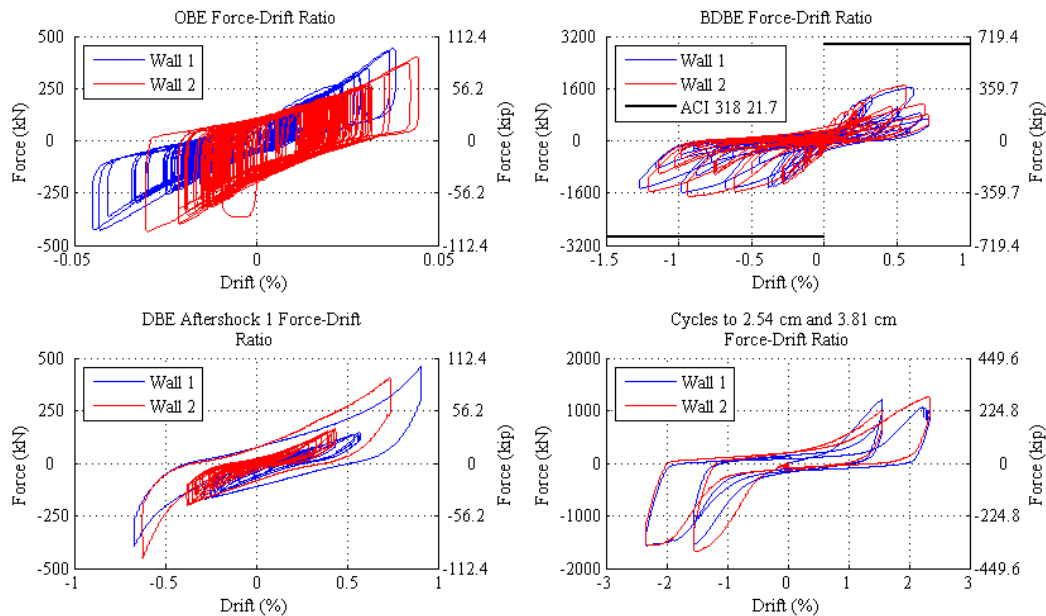 OBE Force-Drift Ratio
500
250
0
-250
-500
112.4
56.2
0
-56.2
-112.4
Force (kN)
Force (kip)
Wall 1
Wall 2
-0.05
0
0.05
Drift (%)
BDBE Force-Drift Ratio
3200
1600
0
-1600
-3200
719.4
359.7
0
-359.7
-719.4
Force (kN)
Force (kip)
Wall 1
Wall 2
ACI 318 21.7
-1.5
-1
-0.5
0
0.5
1
Drift (%)
DBE Aftershock 1 Force-Drift
Ratio
500
250
0
-250
-500
112.4
56.2
0
-56.2
-112.4
Force (kN)
Force (kip)
Wall 1
Wall 2
-1
-0.5
0
0.5
1
Drift (%)
Cycles to 2.54 cm and 3.81 cm
Force-Drift Ratio
2000
1000
0
-1000
-2000
449.6
224.8
0
-224.8
-449.6
Force (kN)
Force (kip)
Wall 1
Wall 2
-3
-2
-1
0
1
2
3
Drift (%)